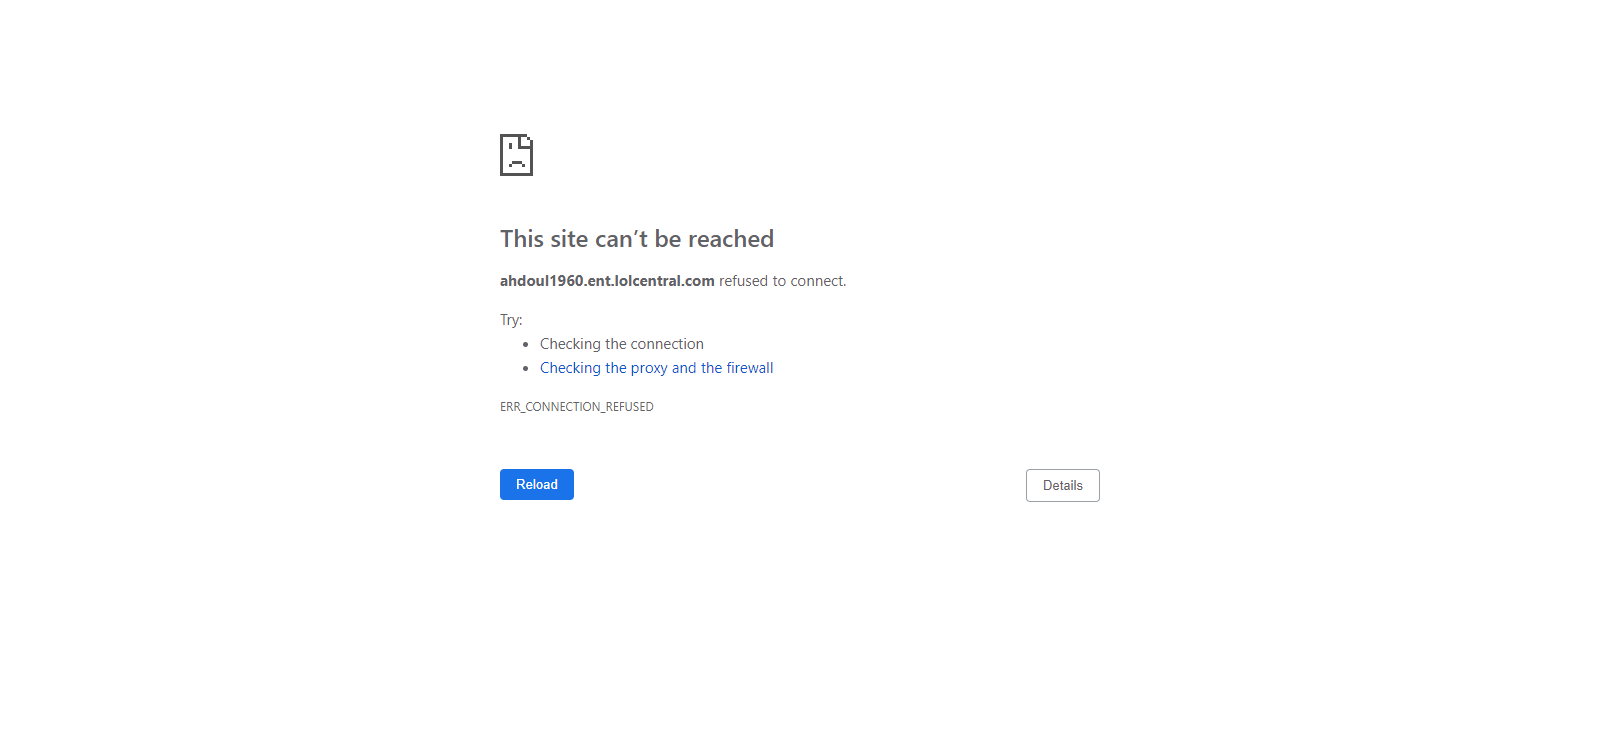 This site can’t be reached
ahdoul1960.ent.lolcentral.com refused to connect.
Try:
Checking the connection
Checking the proxy and the firewall
ERR_CONNECTION_REFUSED
Reload
Details